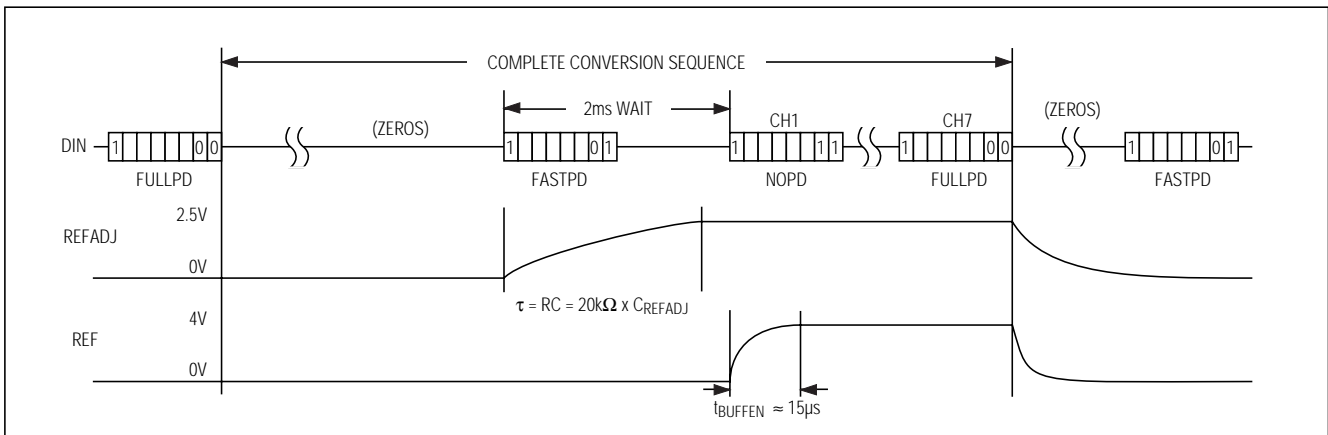 COMPLETE CONVERSION SEQUENCE
2ms WAIT
(ZEROS)
CH1
CH7
(ZEROS)
DIN
1 0 0
1 0 1
1 1 1
1 0 0
1 0 1
FULLPD
FASTPD
NOPD
FULLPD
FASTPD
2.5V
REFADJ
0V
τ = RC = 20kΩ x CREFADJ
4V
REF
0V
tBUFFEN ≈ 15µs